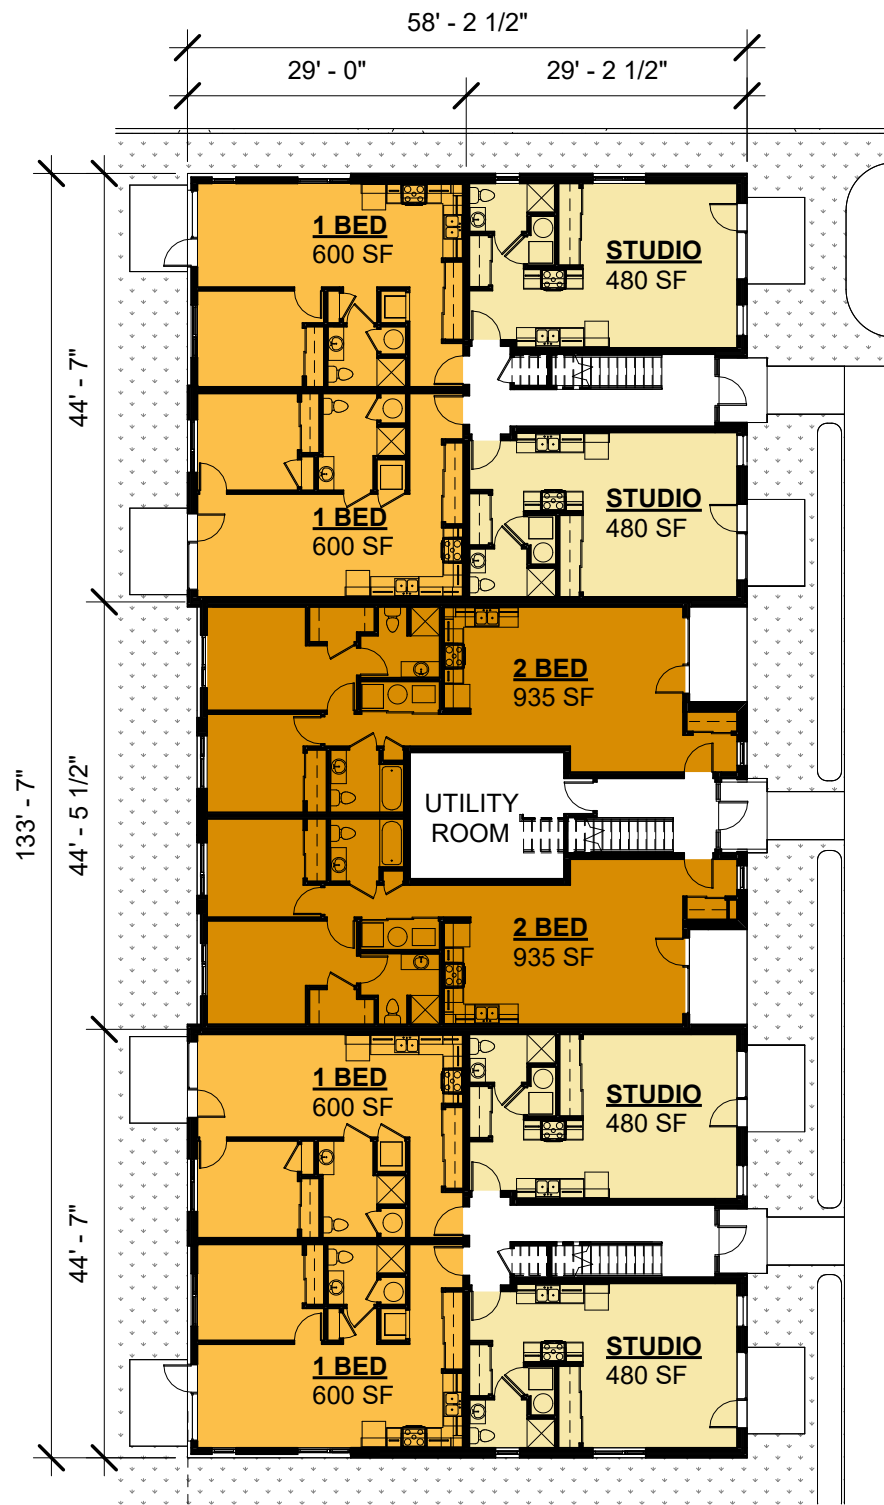 58' - 2 1/2"
29' - 0"
29' - 2 1/2"
1 BED
600 SF
STUDIO
480 SF
44' - 7"
1 BED
600 SF
STUDIO
480 SF
2 BED
935 SF
133' - 7"
44' - 5 1/2"
UTILITY
ROOM
2 BED
935 SF
1 BED
600 SF
STUDIO
480 SF
44' - 7"
1 BED
600 SF
STUDIO
480 SF